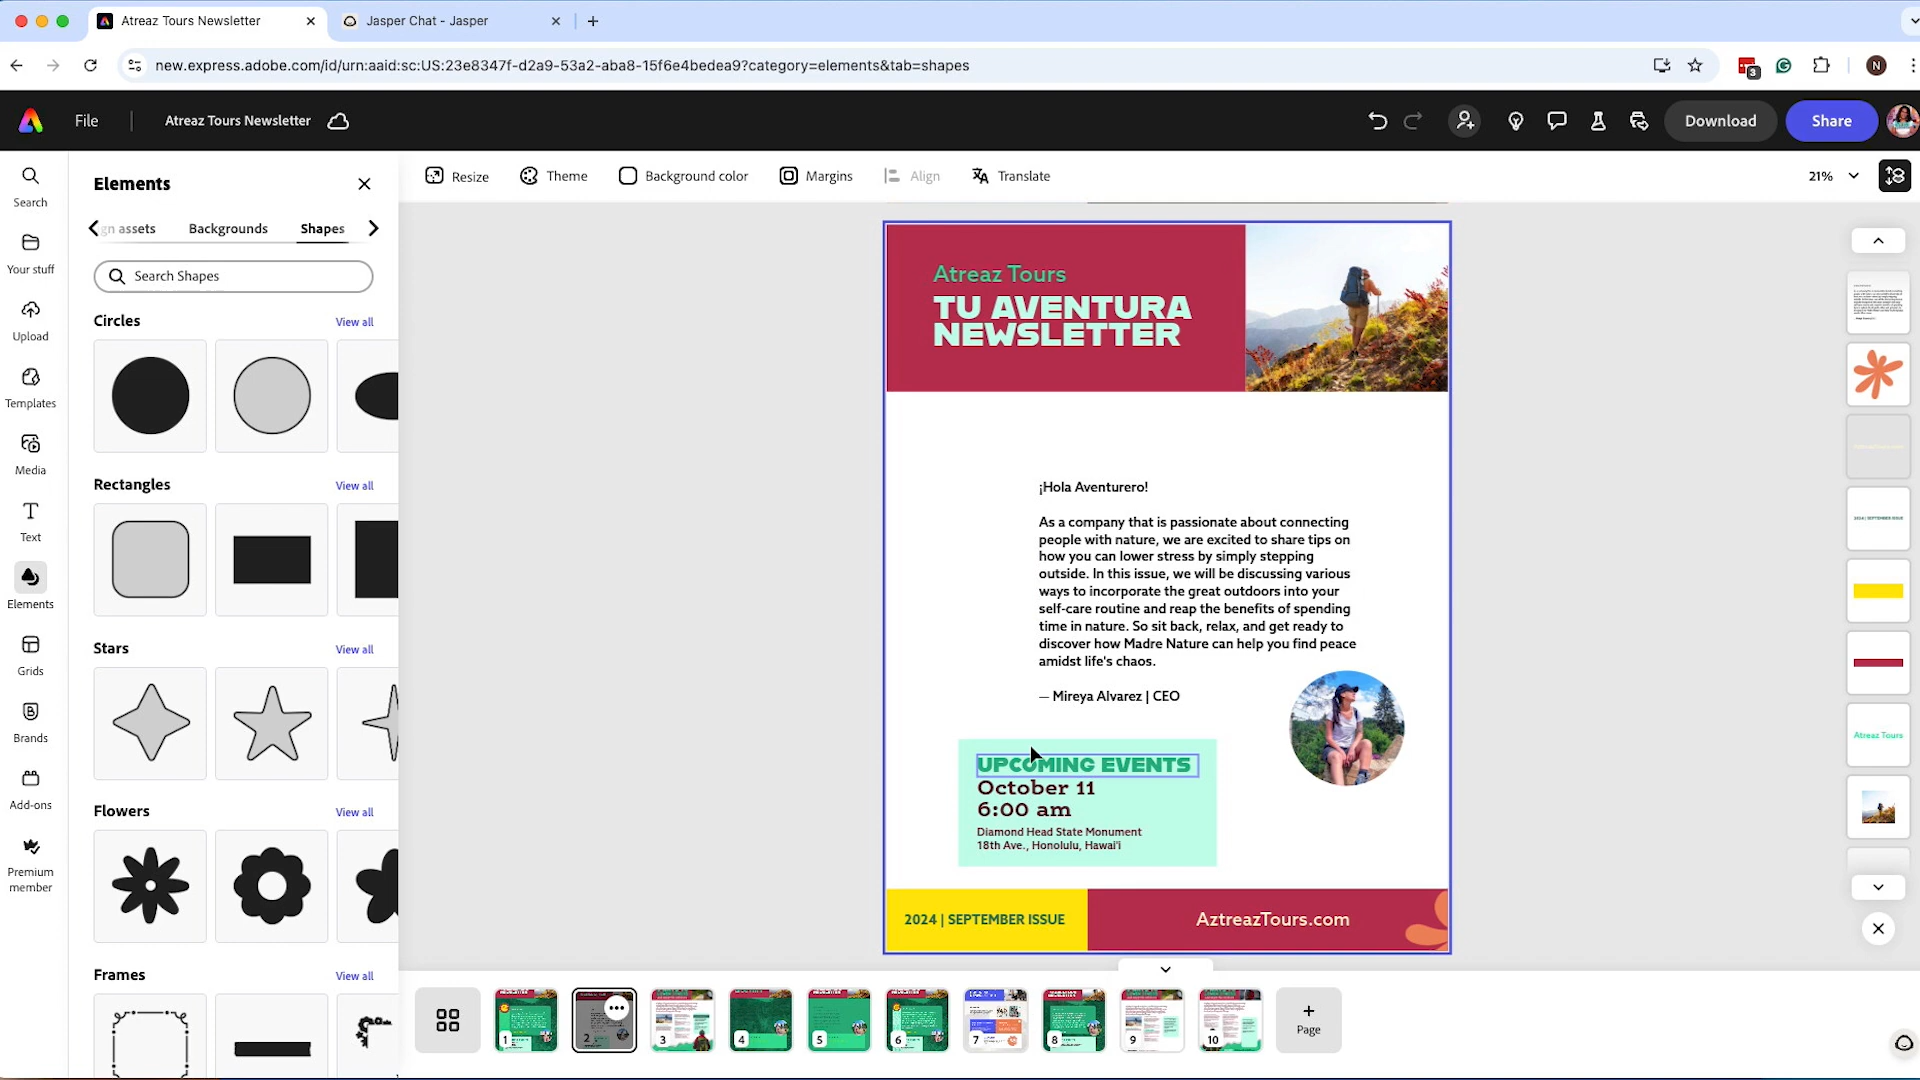 Atreaz Tours Newsletter
Jasper Chat - Jasper
new.express.adobe.com/id/urn:aaid:sc:US:23e8347f-d2a9-53a2-aba8-15f6e4bedea9?category=elements&tab=shapes
3
N
File
Atreaz Tours Newsletter
Download
Share
Search
Your stuff
Upload
Templates
Media
Text
Elements
Grids
Brands
Add-ons
Premium
member
Elements
gn assets
Backgrounds
Shapes
Search Shapes
Circles
View all
Rectangles
View all
Stars
View all
Flowers
View all
Frames
View all
Resize
Theme
Background color
Margins
Align
Translate
21%
Atreaz Tours
TU AVENTURA
NEWSLETTER
¡Hola Aventurero!
As a company that is passionate about connecting
people with nature, we are excited to share tips on
how you can lower stress by simply stepping
outside. In this issue, we will be discussing various
ways to incorporate the great outdoors into your
self-care routine and reap the benefits of spending
time in nature. So sit back, relax, and get ready to
discover how Madre Nature can help you find peace
amidst life's chaos.
— Mireya Alvarez | CEO
UPCOMING EVENTS
October 11
6:00 am
Diamond Head State Monument
18th Ave., Honolulu, Hawai'i
2024 | SEPTEMBER ISSUE
AztreazTours.com
2024 | SEPTEMBER ISSUE
Atreaz Tours
1
2
3
4
5
6
7
8
9
10
Page